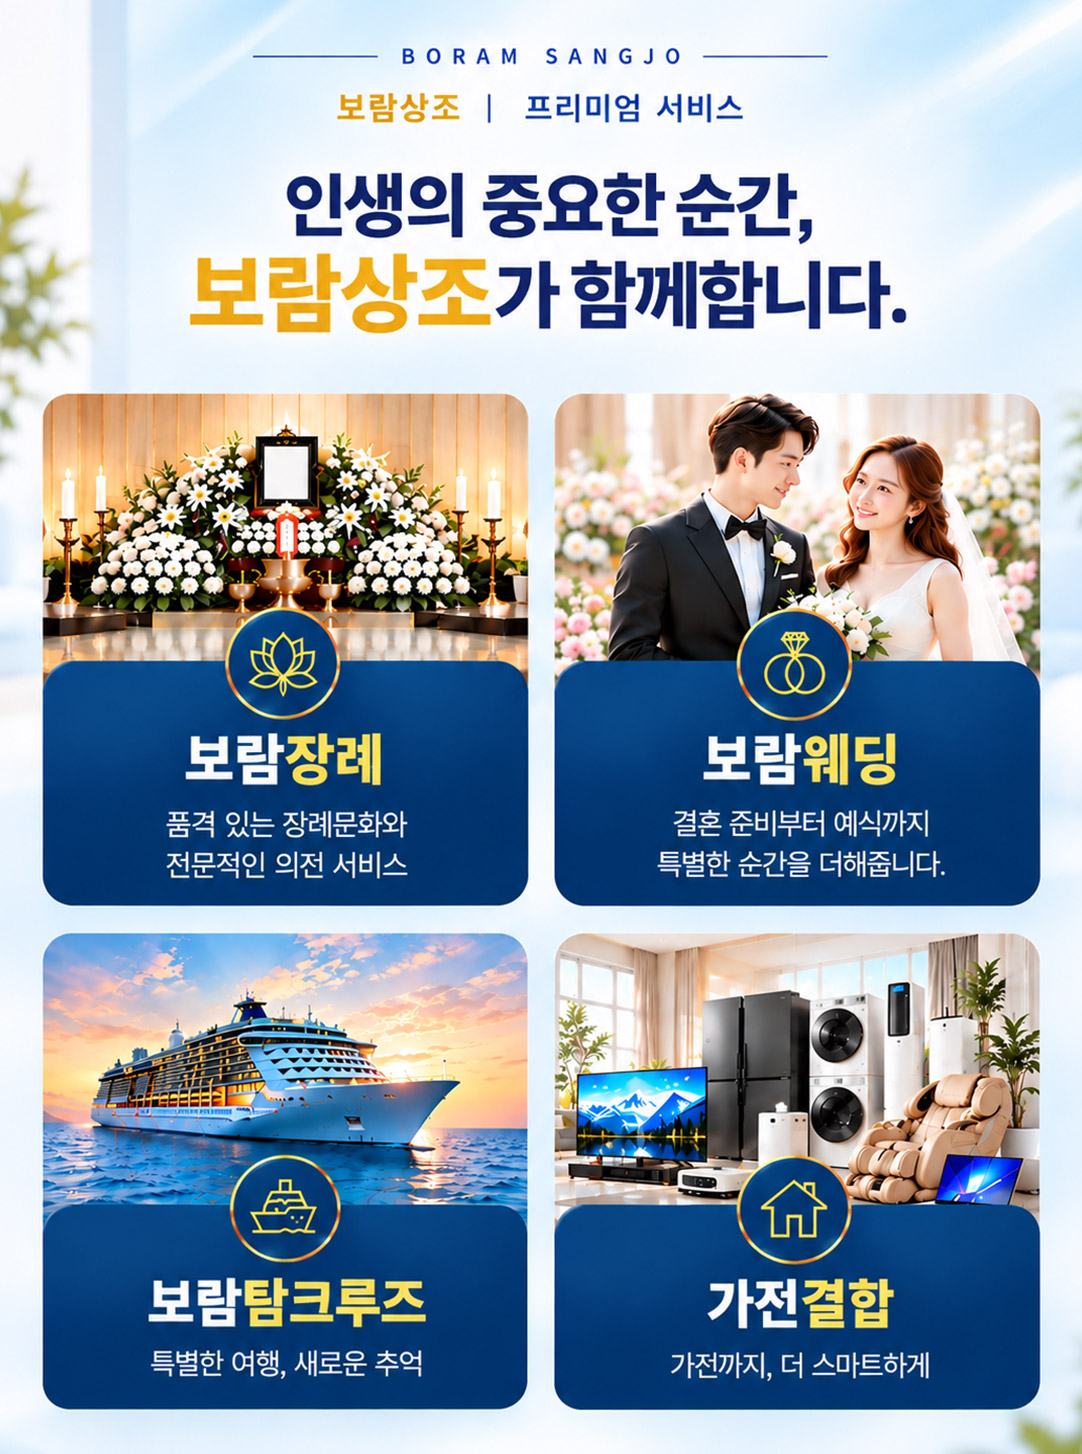 BORAM SANGJO
보람상조 | 프리미엄 서비스
인생의 중요한 순간,
보람상조가 함께합니다.
보람장례
품격 있는 장례문화와
전문적인 의전 서비스
보람웨딩
결혼 준비부터 예식까지
특별한 순간을 더해줍니다.
보람탐크루즈
특별한 여행, 새로운 추억
가전결합
가전까지, 더 스마트하게